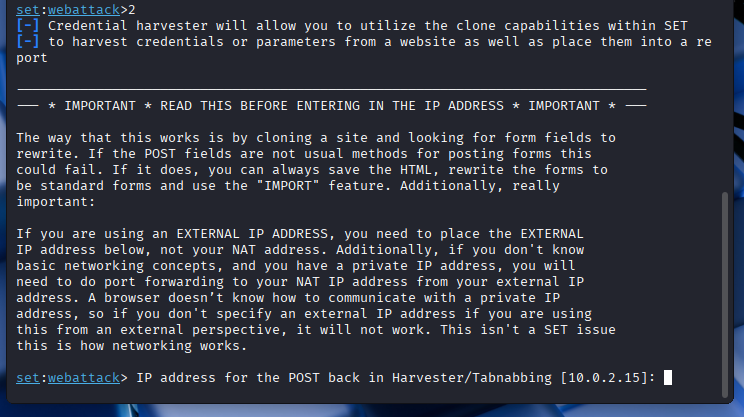 set:webattack>2
[-] Credential harvester will allow you to utilize the clone capabilities within SET
[-] to harvest credentials or parameters from a website as well as place them into a re
port
--- * IMPORTANT * READ THIS BEFORE ENTERING IN THE IP ADDRESS * IMPORTANT * ---
The way that this works is by cloning a site and looking for form fields to
rewrite. If the POST fields are not usual methods for posting forms this
could fail. If it does, you can always save the HTML, rewrite the forms to
be standard forms and use the "IMPORT" feature. Additionally, really
important:
If you are using an EXTERNAL IP ADDRESS, you need to place the EXTERNAL
IP address below, not your NAT address. Additionally, if you don't know
basic networking concepts, and you have a private IP address, you will
need to do port forwarding to your NAT IP address from your external IP
address. A browser doesn’t know how to communicate with a private IP
address, so if you don't specify an external IP address if you are using
this from an external perspective, it will not work. This isn't a SET issue
this is how networking works.
set:webattack> IP address for the POST back in Harvester/Tabnabbing [10.0.2.15]: